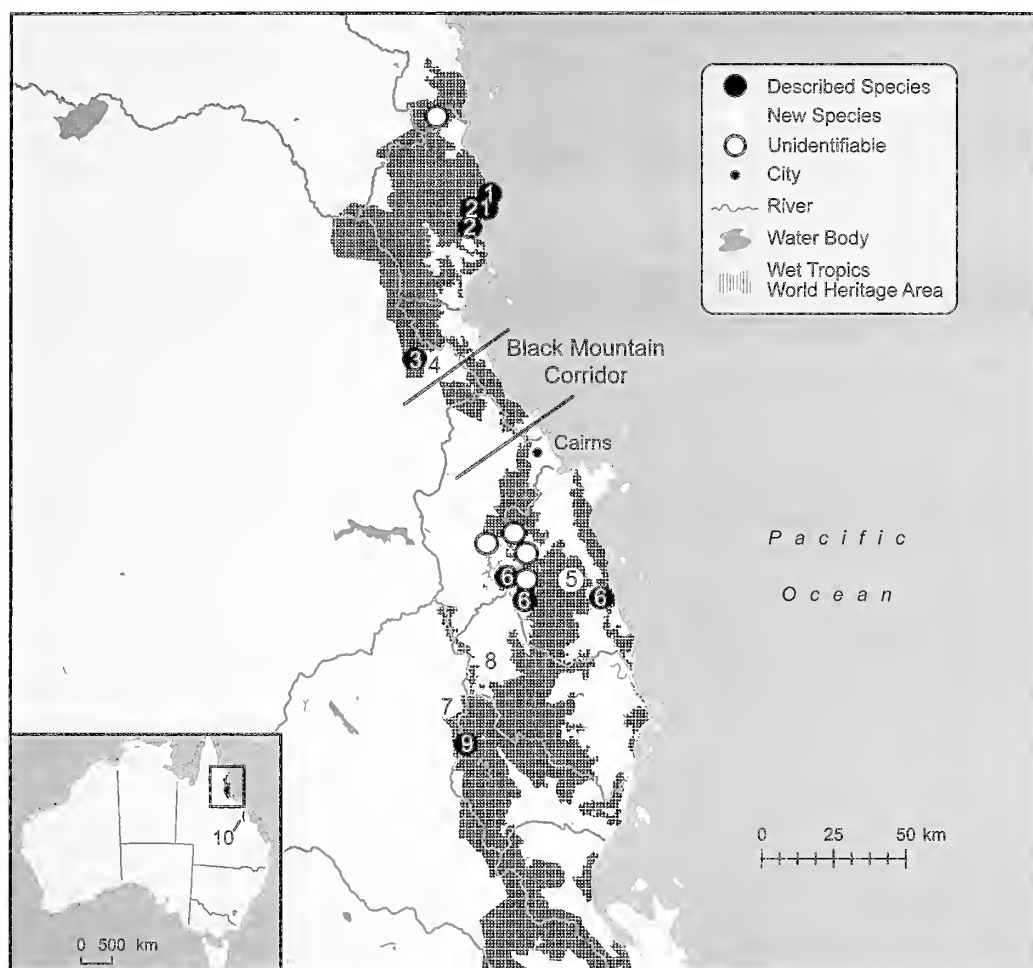 Described Species
New Species
Unidentifiable
City
River
Water Body
Wet Tropics
World Heritage Area
1
2
1
2
3
4
Black Mountain
Corridor
Cairns
6
5
6
6
8
7
9
Pacific
Ocean
0 25 50 km
10
0 500 km